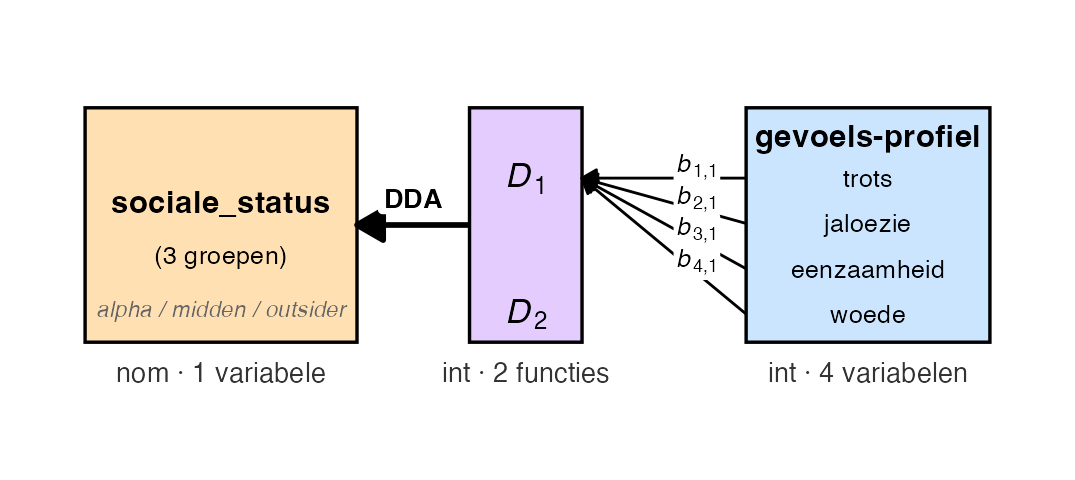 sociale_status
(3 groepen)
alpha / midden / outsider
nom · 1 variabele
DDA
D1
D2
int · 2 functies
b1,1
b2,1
b3,1
b4,1
gevoels-profiel
trots
jaloezie
eenzaamheid
woede
int · 4 variabelen